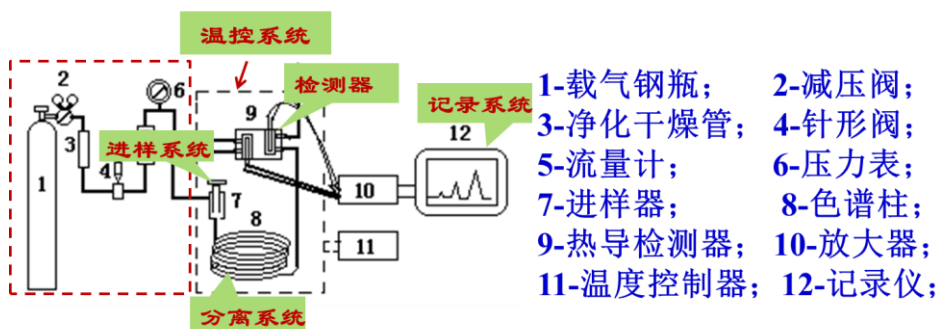 温控系统
检测器
记录系统
进样系统
分离系统
1
2
3
4
6
7
8
9
10
11
12
1-载气钢瓶； 2-减压阀；
3-净化干燥管； 4-针形阀；
5-流量计； 6-压力表；
7-进样器； 8-色谱柱；
9-热导检测器； 10-放大器；
11-温度控制器； 12-记录仪；